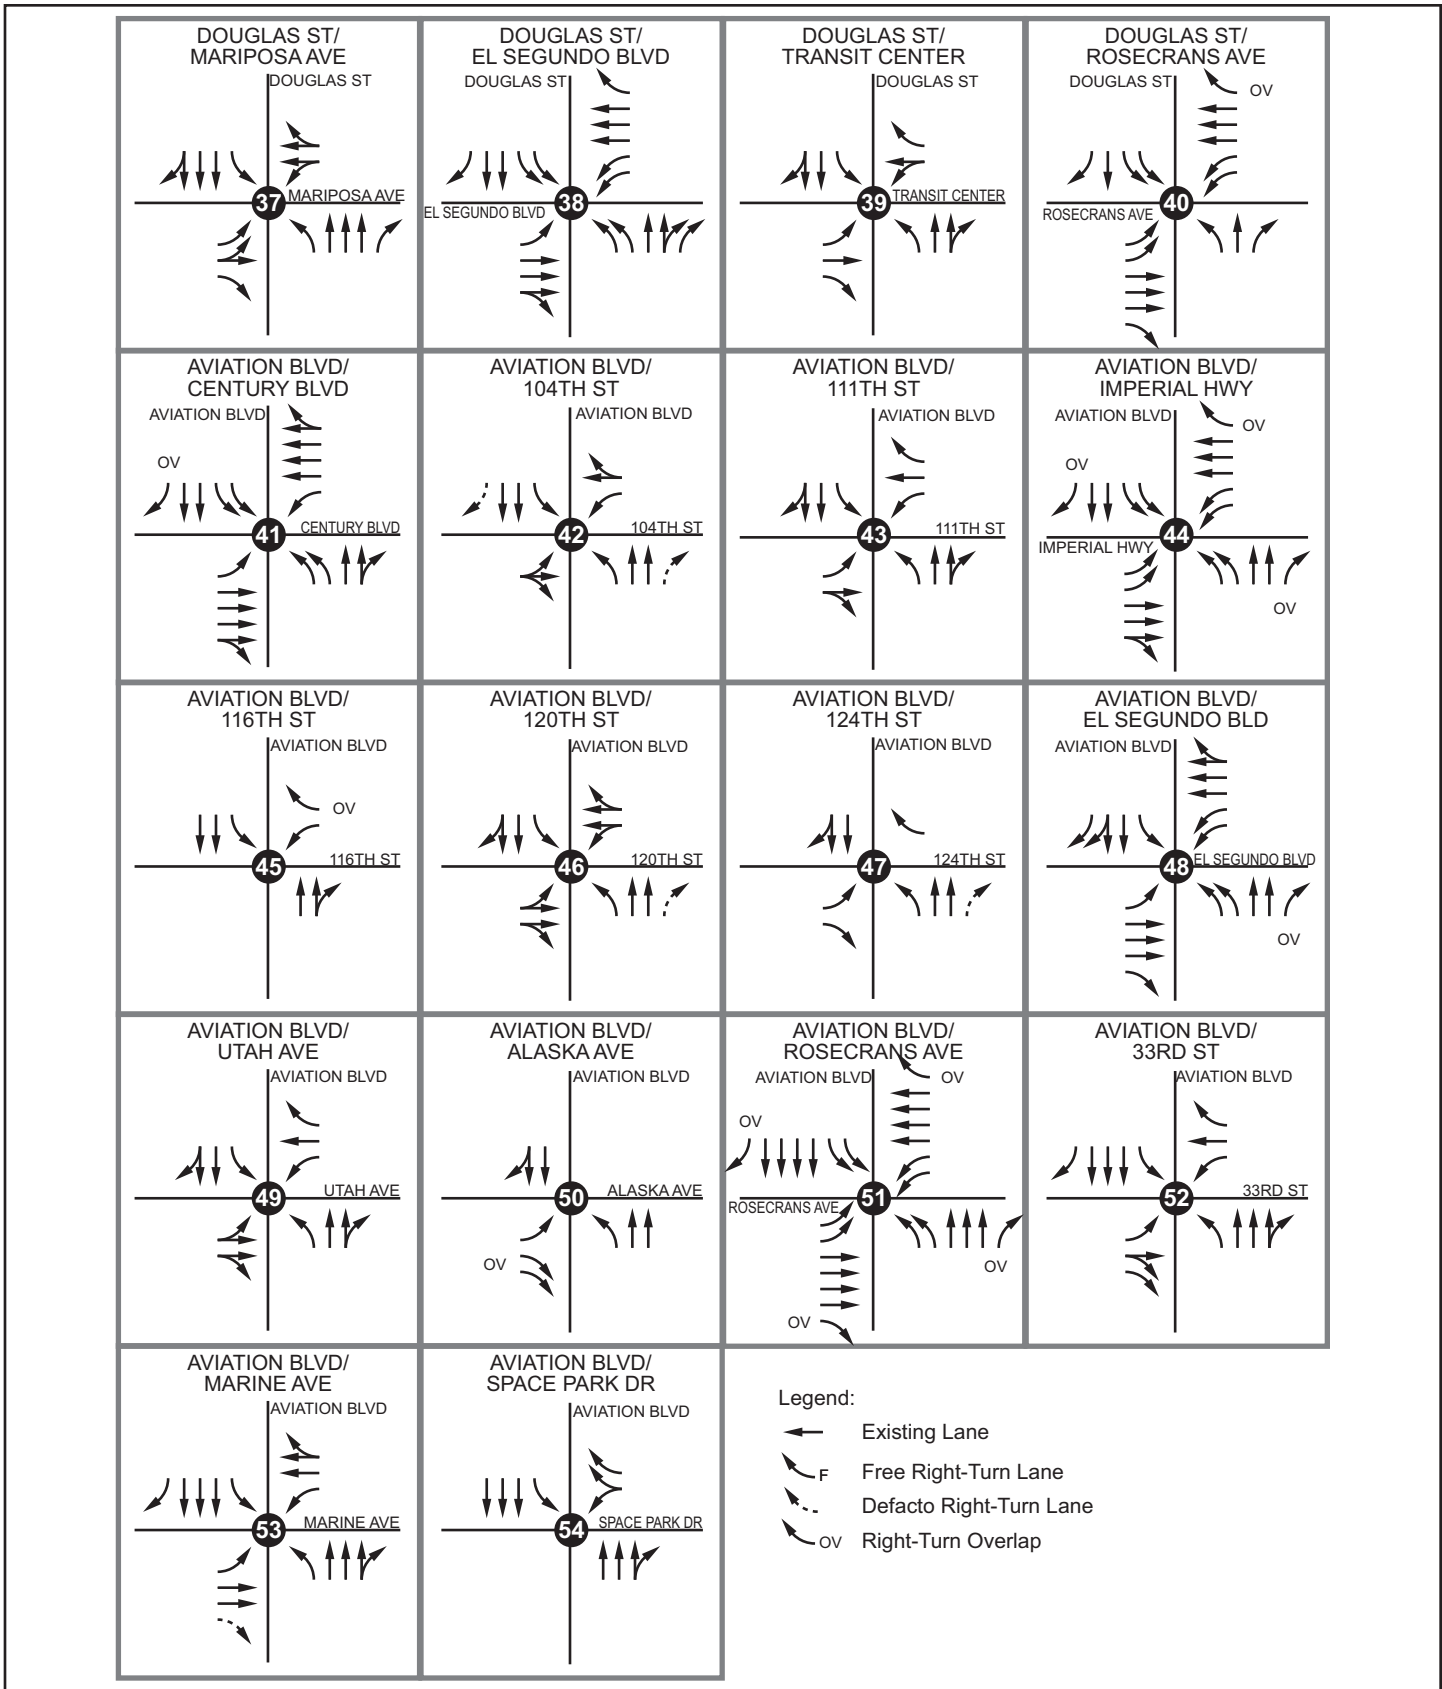 DOUGLAS ST/
MARIPOSA AVE
DOUGLAS ST
MARIPOSA AVE
37
DOUGLAS ST/
EL SEGUNDO BLVD
DOUGLAS ST
EL SEGUNDO BLVD
38
DOUGLAS ST/
TRANSIT CENTER
DOUGLAS ST
TRANSIT CENTER
39
DOUGLAS ST/
ROSECRANS AVE
DOUGLAS ST
OV
ROSECRANS AVE
40
AVIATION BLVD/
CENTURY BLVD
AVIATION BLVD
OV
CENTURY BLVD
41
AVIATION BLVD/
104TH ST
AVIATION BLVD
104TH ST
42
AVIATION BLVD/
111TH ST
AVIATION BLVD
111TH ST
43
AVIATION BLVD/
IMPERIAL HWY
AVIATION BLVD
OV
OV
IMPERIAL HWY
44
OV
AVIATION BLVD/
116TH ST
AVIATION BLVD
OV
116TH ST
45
AVIATION BLVD/
120TH ST
AVIATION BLVD
120TH ST
46
AVIATION BLVD/
124TH ST
AVIATION BLVD
124TH ST
47
AVIATION BLVD/
EL SEGUNDO BLD
AVIATION BLVD
EL SEGUNDO BLVD
48
OV
AVIATION BLVD/
UTAH AVE
AVIATION BLVD
UTAH AVE
49
AVIATION BLVD/
ALASKA AVE
AVIATION BLVD
ALASKA AVE
50
OV
AVIATION BLVD/
ROSECRANS AVE
AVIATION BLVD
OV
OV
ROSECRANS AVE
51
OV
OV
AVIATION BLVD/
33RD ST
AVIATION BLVD
33RD ST
52
AVIATION BLVD/
MARINE AVE
AVIATION BLVD
MARINE AVE
53
AVIATION BLVD/
SPACE PARK DR
AVIATION BLVD
SPACE PARK DR
54
Legend:
Existing Lane
F Free Right-Turn Lane
Defacto Right-Turn Lane
OV Right-Turn Overlap